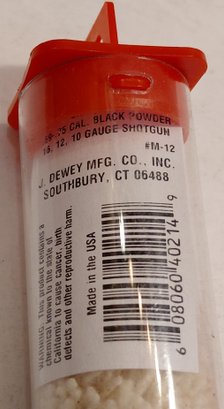 CAL. BLACK POWDER
16, 12, 10 GAUGE SHOTGUN
#M-12
J. DEWEY MFG. CO., INC.
SOUTHBURY, CT 06488
WARNING: This product contains a
chemical known to the state of
California to cause cancer, birth
defects and other reproductive harm.
Made in the USA
6 08060 40214 9